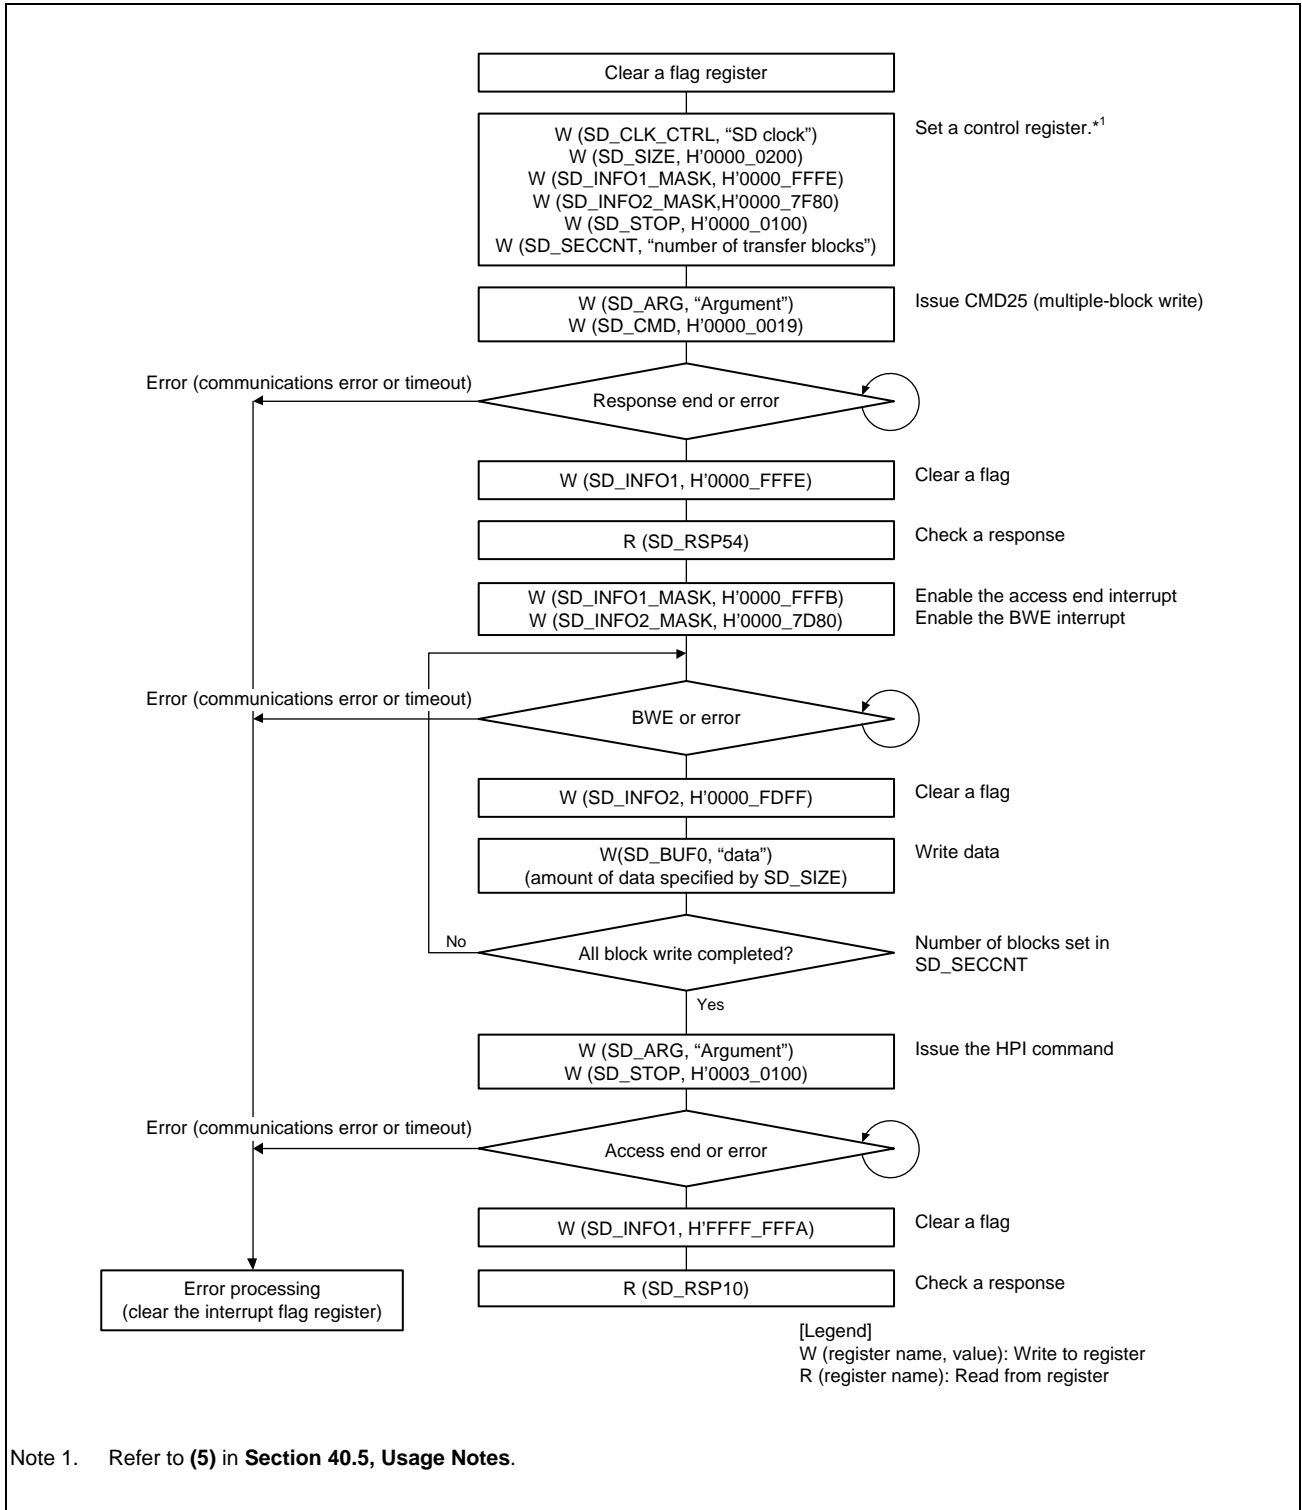 Clear a flag register
W (SD_CLK_CTRL, “SD clock”)
W (SD_SIZE, H’0000_0200)
W (SD_INFO1_MASK, H’0000_FFFE)
W (SD_INFO2_MASK,H’0000_7F80)
W (SD_STOP, H’0000_0100)
W (SD_SECCNT, “number of transfer blocks”)
Set a control register.*1
W (SD_ARG, “Argument”)
W (SD_CMD, H’0000_0019)
Issue CMD25 (multiple-block write)
Error (communications error or timeout)
Response end or error
W (SD_INFO1, H’0000_FFFE)
Clear a flag
R (SD_RSP54)
Check a response
W (SD_INFO1_MASK, H’0000_FFFB)
W (SD_INFO2_MASK, H’0000_7D80)
Enable the access end interrupt
Enable the BWE interrupt
Error (communications error or timeout)
BWE or error
W (SD_INFO2, H’0000_FDFF)
Clear a flag
W(SD_BUF0, “data”)
(amount of data specified by SD_SIZE)
Write data
No
All block write completed?
Number of blocks set in
SD_SECCNT
Yes
W (SD_ARG, “Argument”)
W (SD_STOP, H’0003_0100)
Issue the HPI command
Error (communications error or timeout)
Access end or error
W (SD_INFO1, H’FFFF_FFFA)
Clear a flag
Error processing
(clear the interrupt flag register)
R (SD_RSP10)
Check a response
[Legend]
W (register name, value): Write to register
R (register name): Read from register
Note 1. Refer to (5) in Section 40.5, Usage Notes.